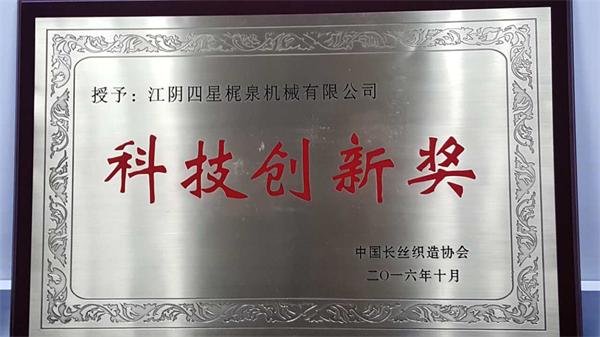 授予：江阴四星梶泉机械有限公司
科技创新奖
中国长丝织造协会
二〇一六年十月